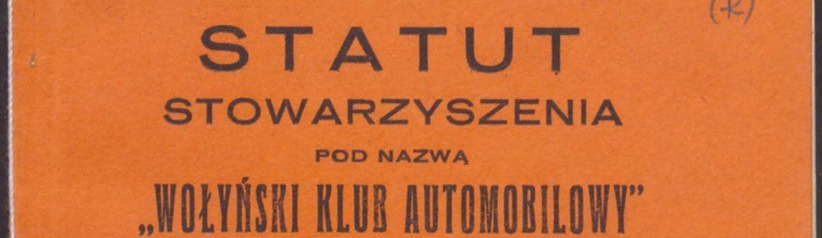 (k)
STATUT
STOWARZYSZENIA
POD NAZWĄ
„WOŁYŃSKI KLUB AUTOMOBILOWY”